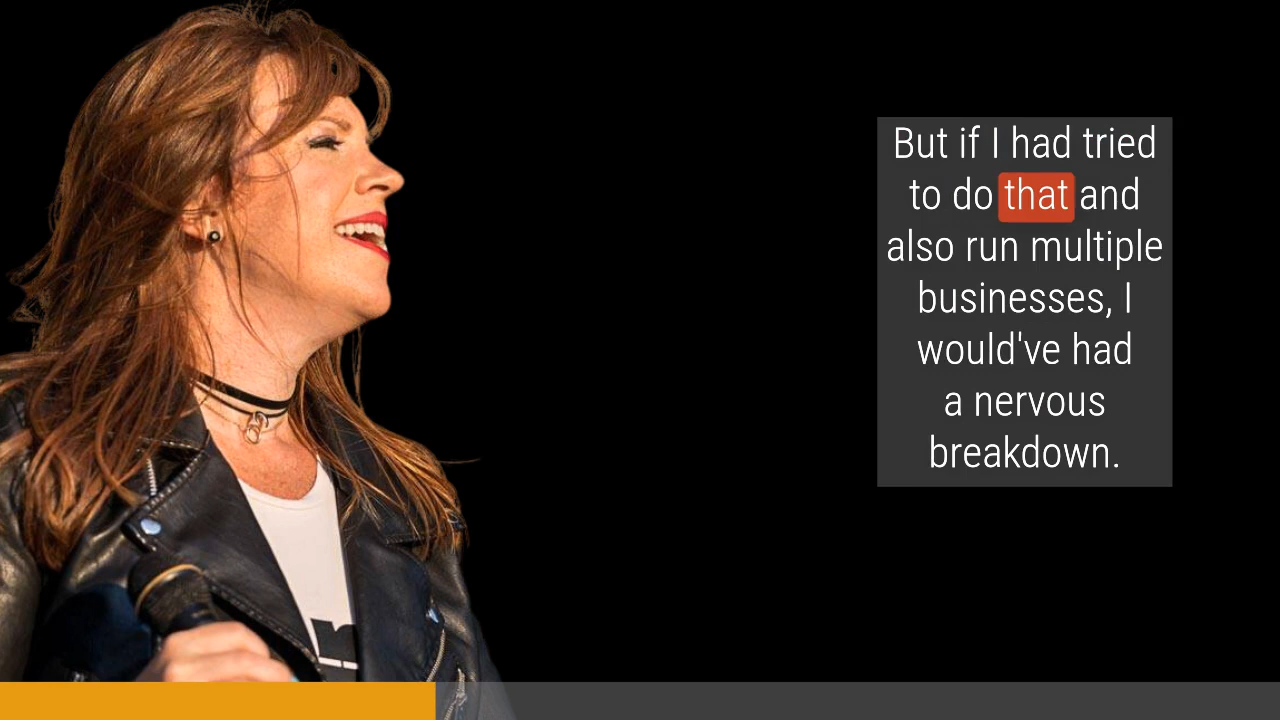 But if I had tried
to do that and
also run multiple
businesses, I
would've had
a nervous
breakdown.